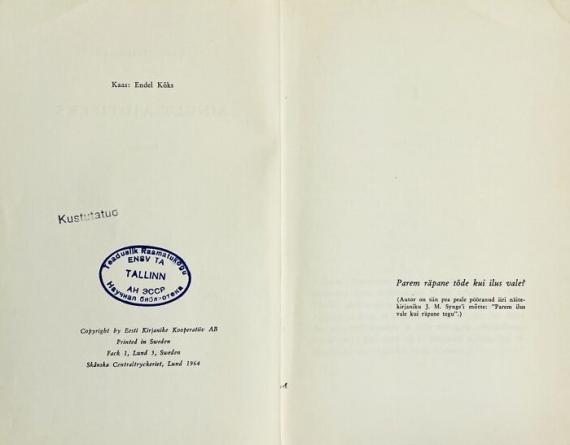 Kaas: Endel Kõks
Kustutatud
Teaduslik Raamatukogu
ENSV TA
TALLINN
АН ЭССР
Научная библиотека
Copyright by Eesti Kirjanike Kooperatiiv AB
Printed in Sweden
Fack 1, Lund 3, Sweden
Skånska Centraltryckeriet, Lund 1964
Parem räpane tõde kui ilus vale?
(Autor on siin pea peale pööranud iiri näite-
kirjaniku J. M. Synge'i mõtte: "Parem ilus
vale kui räpane tegu".)